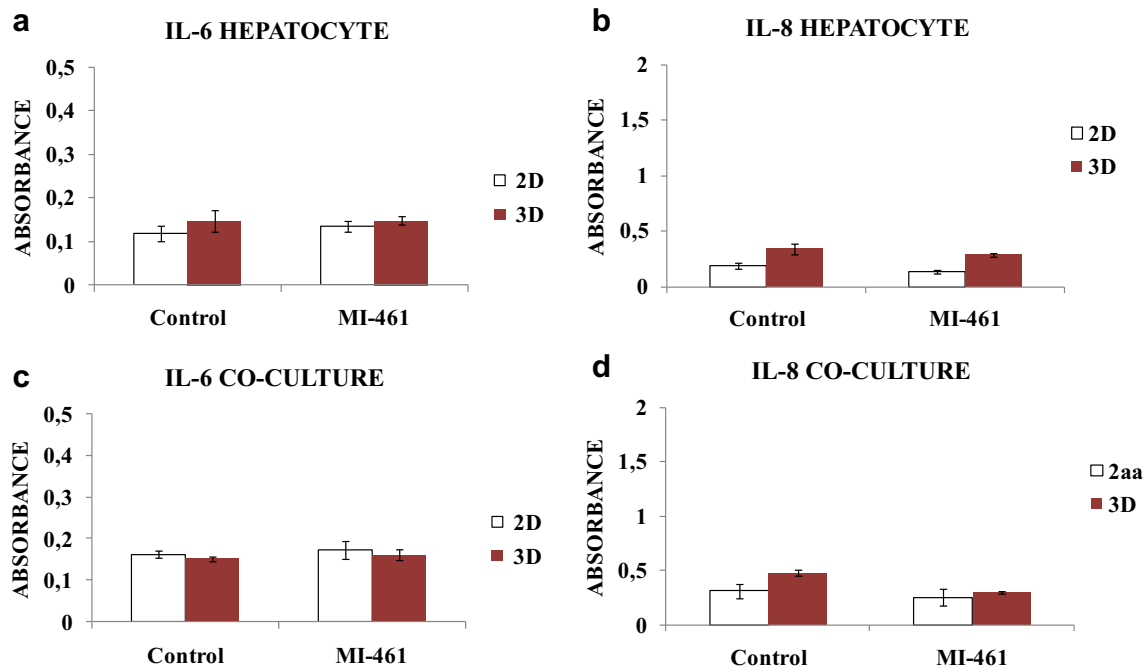 a
IL-6 HEPATOCYTE
0,5
0,4
0,3
0,2
0,1
0
ABSORBANCE
Control
MI-461
2D
3D
b
IL-8 HEPATOCYTE
2
1,5
1
0,5
0
ABSORBANCE
Control
MI-461
2D
3D
c
IL-6 CO-CULTURE
0,5
0,4
0,3
0,2
0,1
0
ABSORBANCE
Control
MI-461
2D
3D
d
IL-8 CO-CULTURE
2
1,5
1
0,5
0
ABSORBANCE
Control
MI-461
2aa
3D